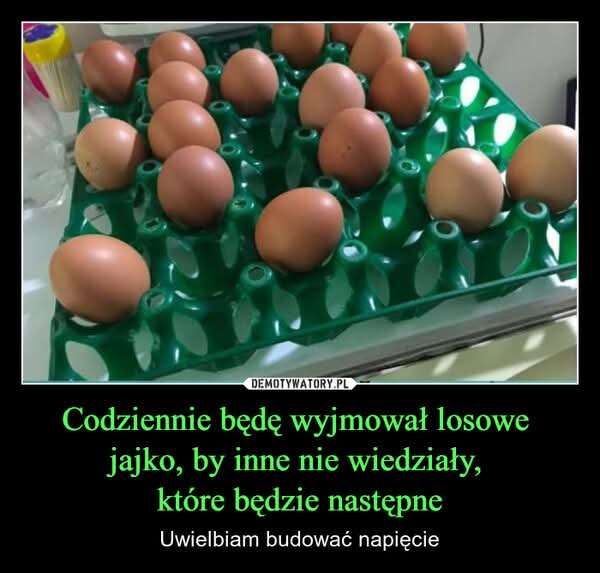 DEMOTYWATORY.PL
Codziennie będę wyjmował losowe
jajko, by inne nie wiedziały,
które będzie następne
Uwielbiam budować napięcie